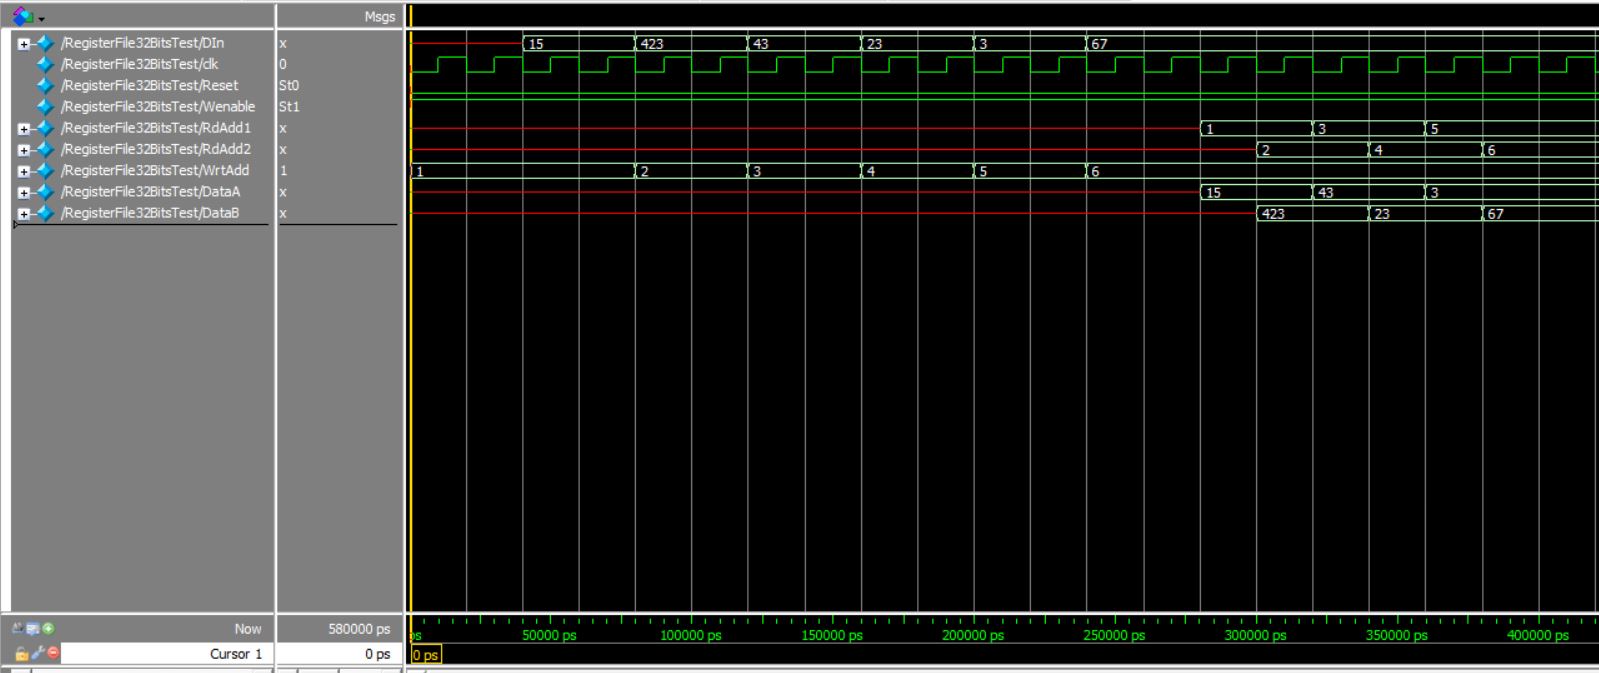 Msgs
/RegisterFile32BitsTest/DIn x 15 423 43 23 3 67
/RegisterFile32BitsTest/clk 0
/RegisterFile32BitsTest/Reset St0
/RegisterFile32BitsTest/Wenable St1
/RegisterFile32BitsTest/RdAdd1 x 1 3 5
/RegisterFile32BitsTest/RdAdd2 x 2 4 6
/RegisterFile32BitsTest/WrtAdd 1 1 2 3 4 5 6
/RegisterFile32BitsTest/DataA x 15 43 3
/RegisterFile32BitsTest/DataB x 423 23 67
Now 580000 ps 50000 ps 100000 ps 150000 ps 200000 ps 250000 ps 300000 ps 350000 ps 400000 ps
Cursor 1 0 ps 0 ps